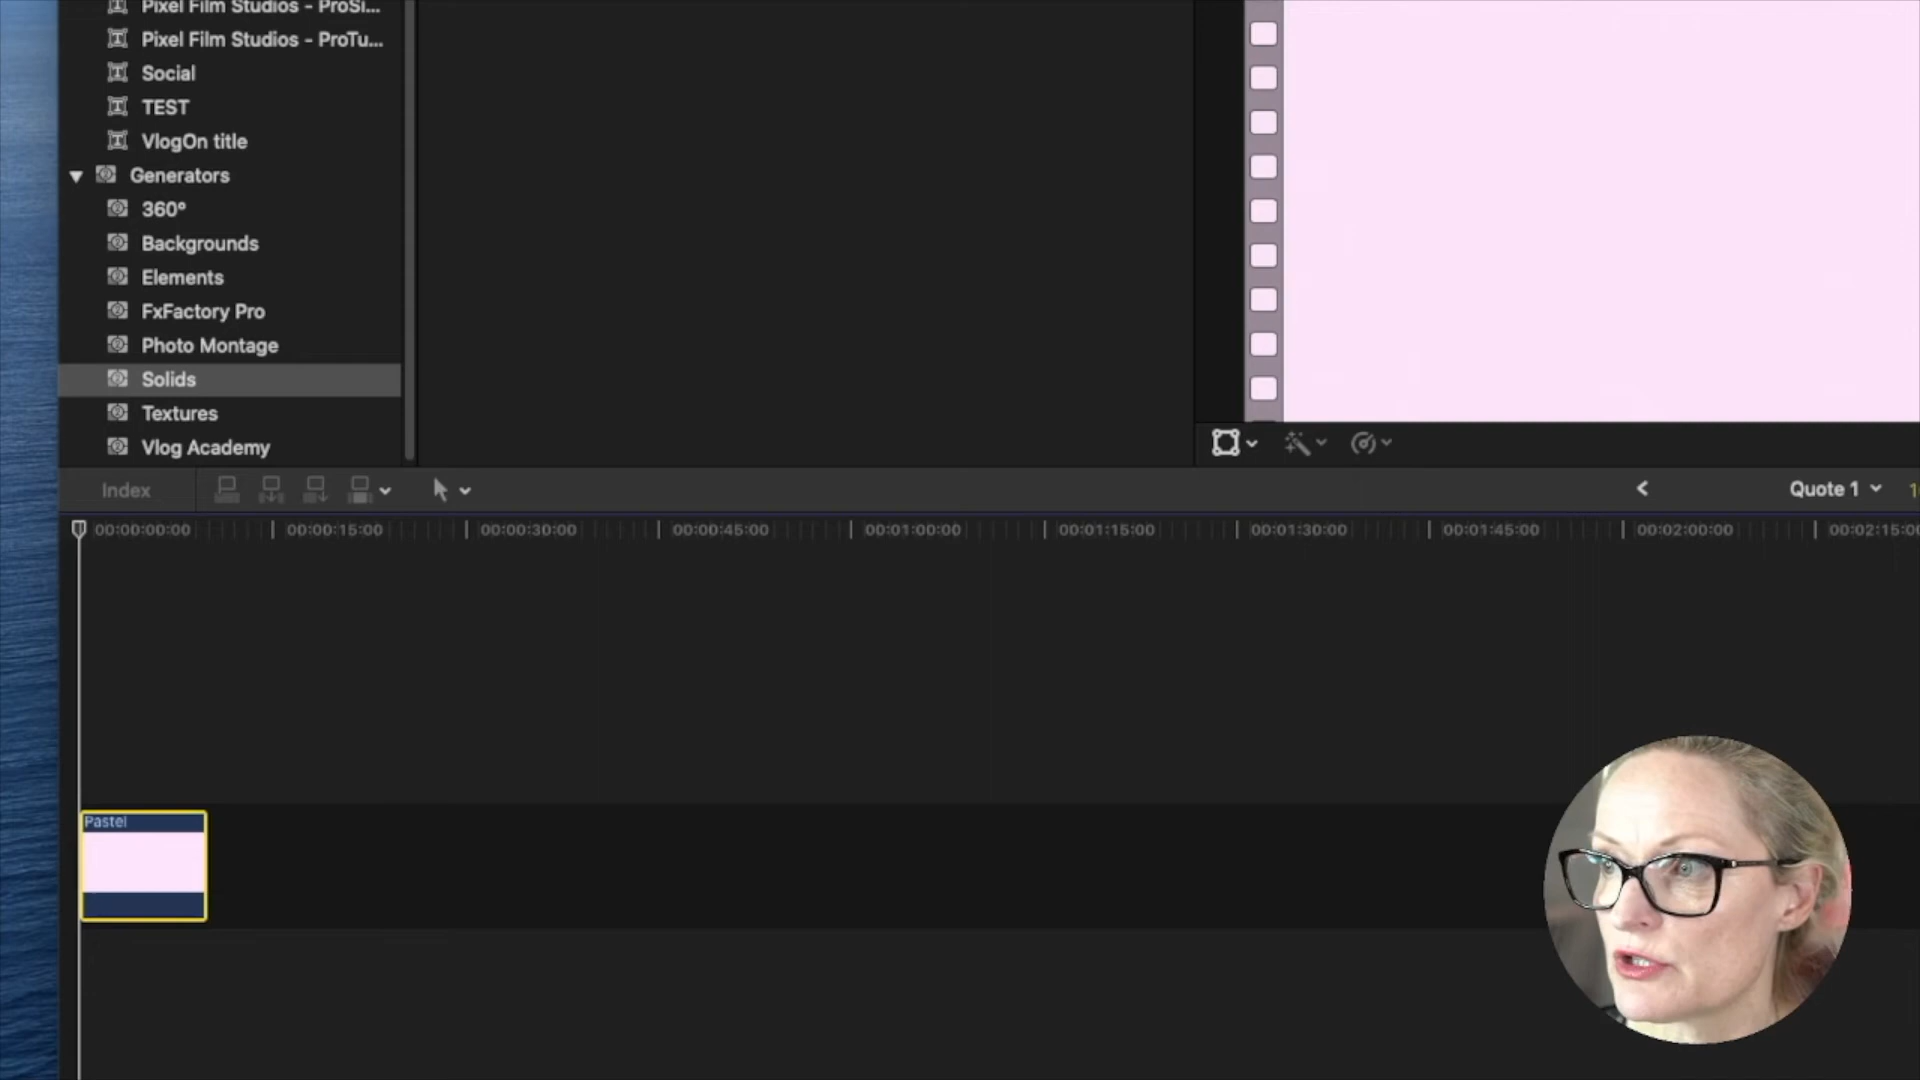 Pixel Film Studios - ProSi...
Pixel Film Studios - ProTu...
Social
TEST
VlogOn title
Generators
360°
Backgrounds
Elements
FxFactory Pro
Photo Montage
Solids
Textures
Vlog Academy
Index
Quote 1
00:00:00:00
00:00:15:00
00:00:30:00
00:00:45:00
00:01:00:00
00:01:15:00
00:01:30:00
00:01:45:00
00:02:00:00
00:02:15:00
Pastel